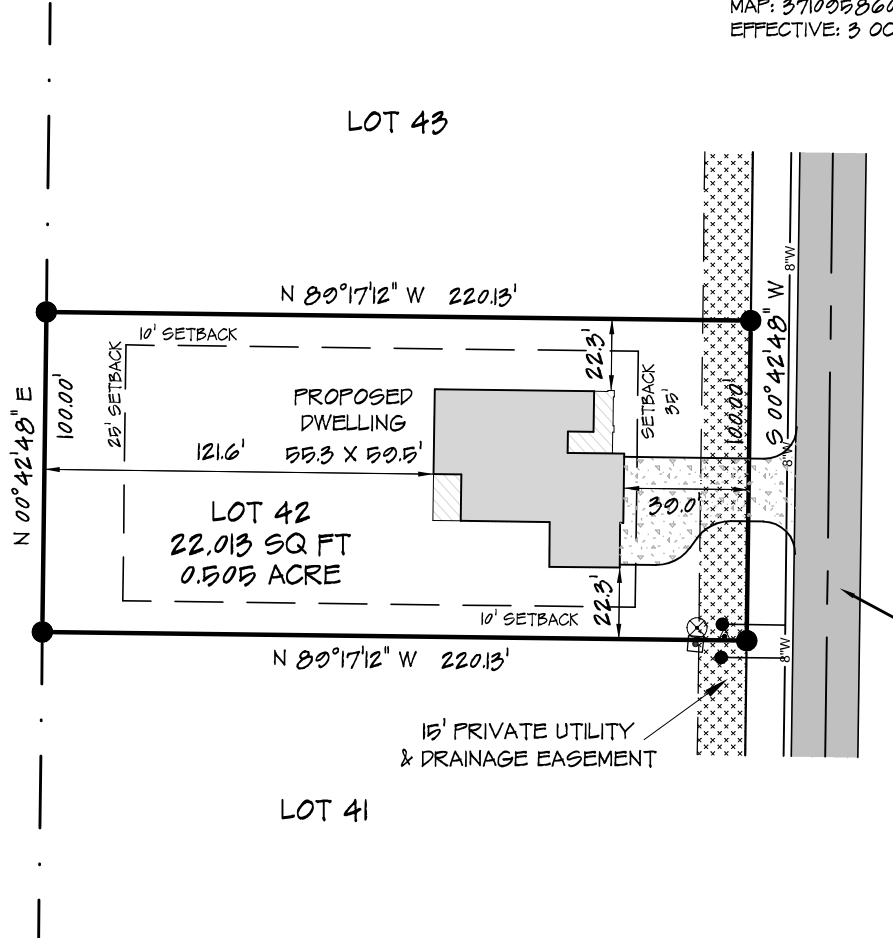 MAP: 3710958600
EFFECTIVE: 3 OC
LOT 43
N 89°17'12" W 220.13'
8"W
10' SETBACK
25' SETBACK
22.3'
SETBACK
35'
S 00°42'48" W
100.00'
N 00°42'48" E
100.00'
PROPOSED
DWELLING
55.3 X 59.5'
121.6'
8"W
39.0'
LOT 42
22,013 SQ FT
0.505 ACRE
22.3'
10' SETBACK
8"W
N 89°17'12" W 220.13'
15' PRIVATE UTILITY
& DRAINAGE EASEMENT
LOT 41